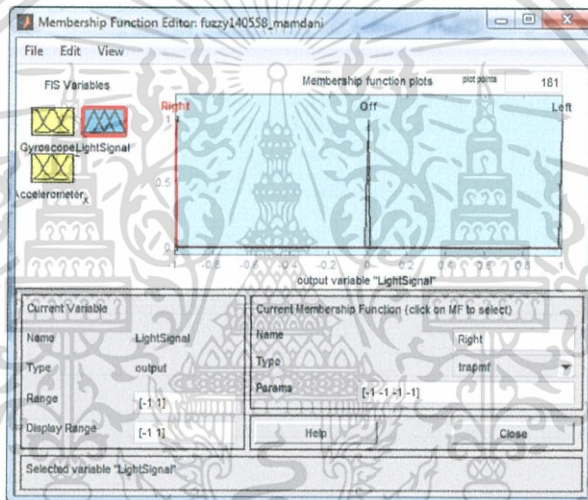 Membership Function Editor: fuzzy140558_mamdani
File Edit View
FIS Variables
Membership function plots
plot points: 181
Right
Off
Left
1
Gyroscope
LightSignal
0.5
Accelerometerx
0
-1 -0.8 -0.6 -0.4 -0.2 0 0.2 0.4 0.6 0.8 1
output variable "LightSignal"
Current Variable
Name LightSignal
Type output
Range [-1 1]
Display Range [-1 1]
Current Membership Function (click on MF to select)
Name Right
Type trapmf
Params [-1 -1 -1 -1]
Help
Close
Selected variable "LightSignal"